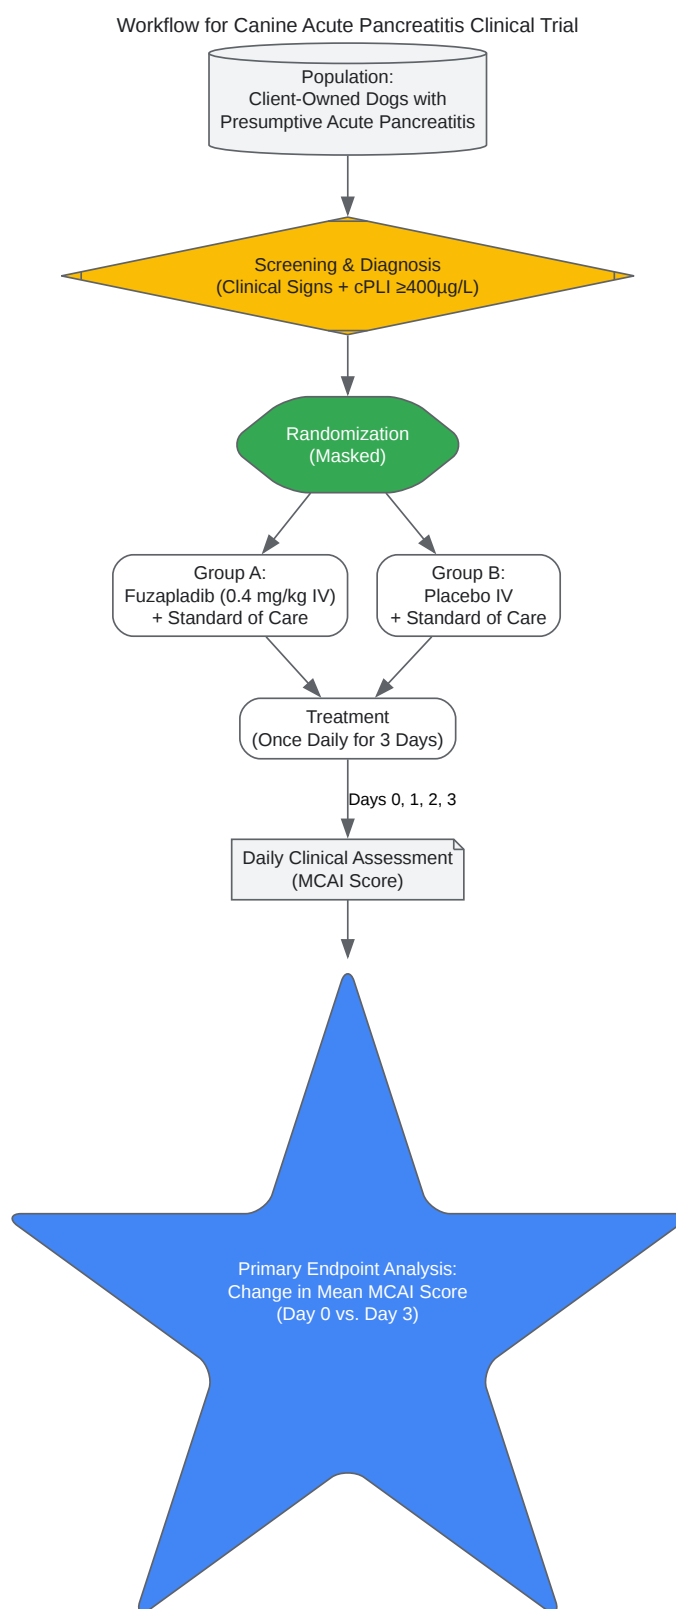 Workflow for Canine Acute Pancreatitis Clinical Trial
Population:
Client-Owned Dogs with
Presumptive Acute Pancreatitis
Screening & Diagnosis
(Clinical Signs + cPLI ≥400µg/L)
Randomization
(Masked)
Group A:
Fuzapladib (0.4 mg/kg IV)
+ Standard of Care
Group B:
Placebo IV
+ Standard of Care
Treatment
(Once Daily for 3 Days)
Days 0, 1, 2, 3
Daily Clinical Assessment
(MCAI Score)
Primary Endpoint Analysis:
Change in Mean MCAI Score
(Day 0 vs. Day 3)